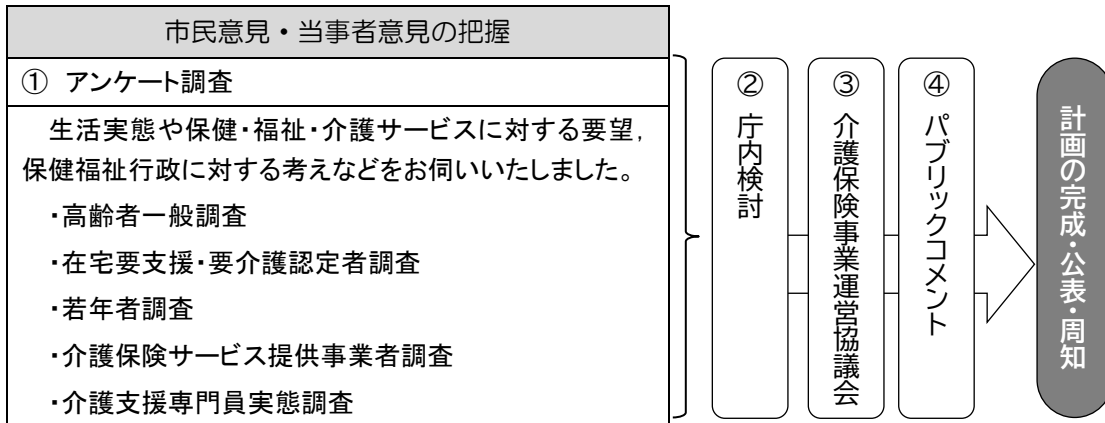 市民意見・当事者意見の把握
① アンケート調査
生活実態や保健・福祉・介護サービスに対する要望，
保健福祉行政に対する考えなどをお伺いいたしました。
・高齢者一般調査
・在宅要支援・要介護認定者調査
・若年者調査
・介護保険サービス提供事業者調査
・介護支援専門員実態調査
② 庁内検討
③ 介護保険事業運営協議会
④ パブリックコメント
計画の完成・公表・周知